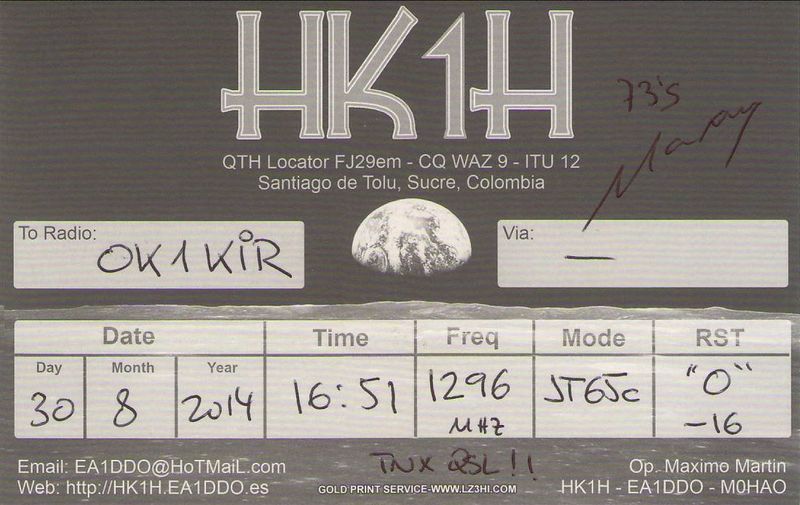 HK1H
73's
QTH Locator FJ29em - CQ WAZ 9 - ITU 12
Santiago de Tolu, Sucre, Colombia
To Radio: OK1KIR
Via: —
Date Time Freq Mode RST
Day Month Year
30 8 2014 16:51 1296 MHZ JT65c "O" -16
TNX QSL!!
Email: EA1DDO@HoTMaiL.com
Web: http://HK1H.EA1DDO.es
GOLD PRINT SERVICE-WWW.LZ3HI.COM
Op. Maximo Martin
HK1H - EA1DDO - M0HAO